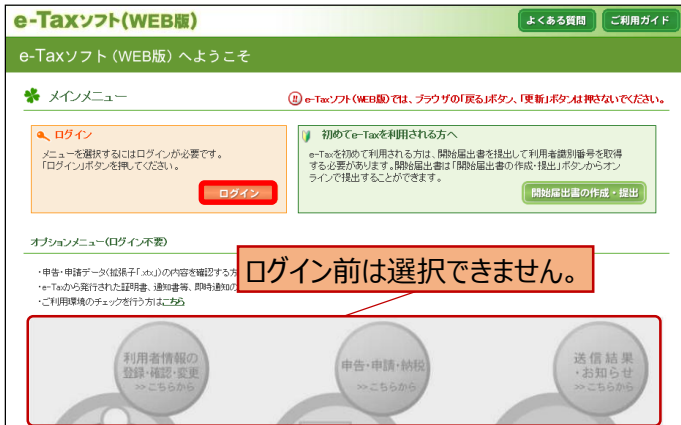 e-Taxソフト(WEB版)
よくある質問
ご利用ガイド
e-Taxソフト（WEB版）へようこそ
メインメニュー
!! e-Taxソフト(WEB版)では、ブラウザの「戻る」ボタン、「更新」ボタンは押さないでください。
ログイン
メニューを選択するにはログインが必要です。
「ログイン」ボタンを押してください。
ログイン
初めてe-Taxを利用される方へ
e-Taxを初めて利用される方は、開始届出書を提出して利用者識別番号を取得
する必要があります。開始届出書は「開始届出書の作成・提出」ボタンからオン
ラインで提出することができます。
開始届出書の作成・提出
オプションメニュー(ログイン不要)
・申告・申請データ(拡張子「.xtx」)の内容を確認する方
・e-Taxから発行された証明書、通知書等、即時通知の
・ご利用環境のチェックを行う方はこちら
ログイン前は選択できません。
利用者情報の
登録・確認・変更
>>こちらから
申告・申請・納税
>>こちらから
送信結果
・お知らせ
>>こちらから